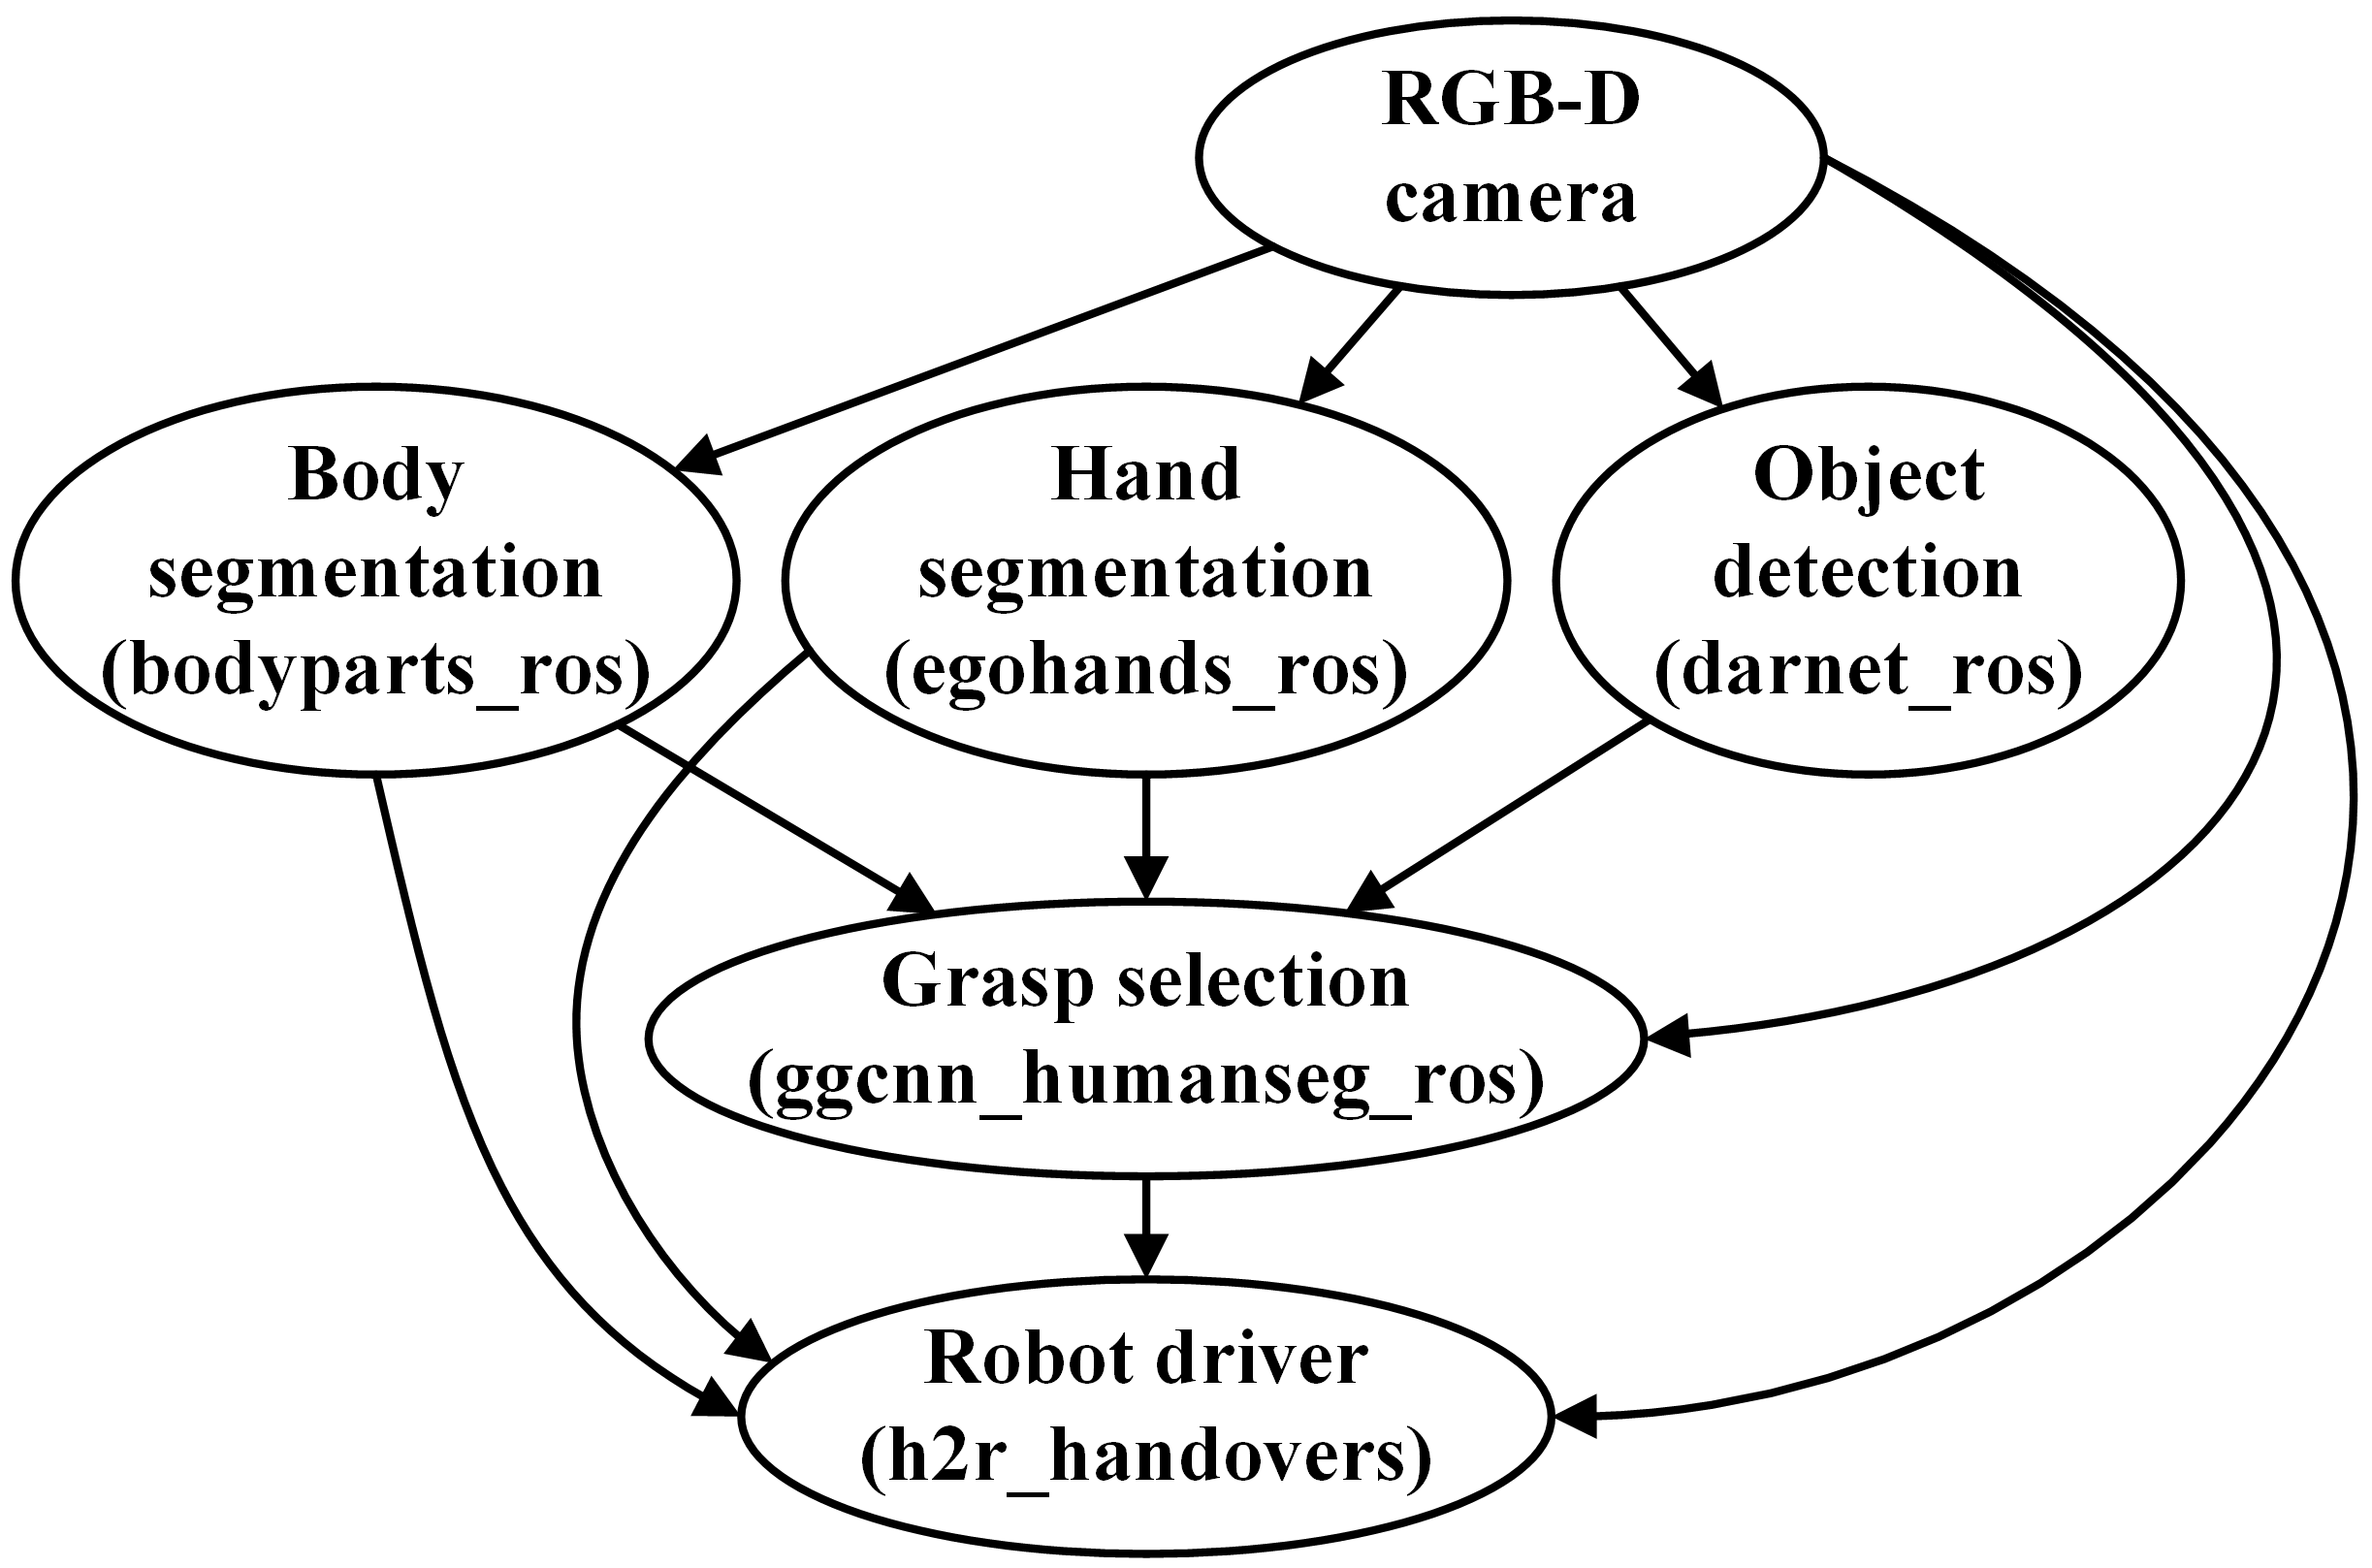 RGB-D
camera
Body
segmentation
(bodyparts_ros)
Hand
segmentation
(egohands_ros)
Object
detection
(darnet_ros)
Grasp selection
(ggcnn_humanseg_ros)
Robot driver
(h2r_handovers)